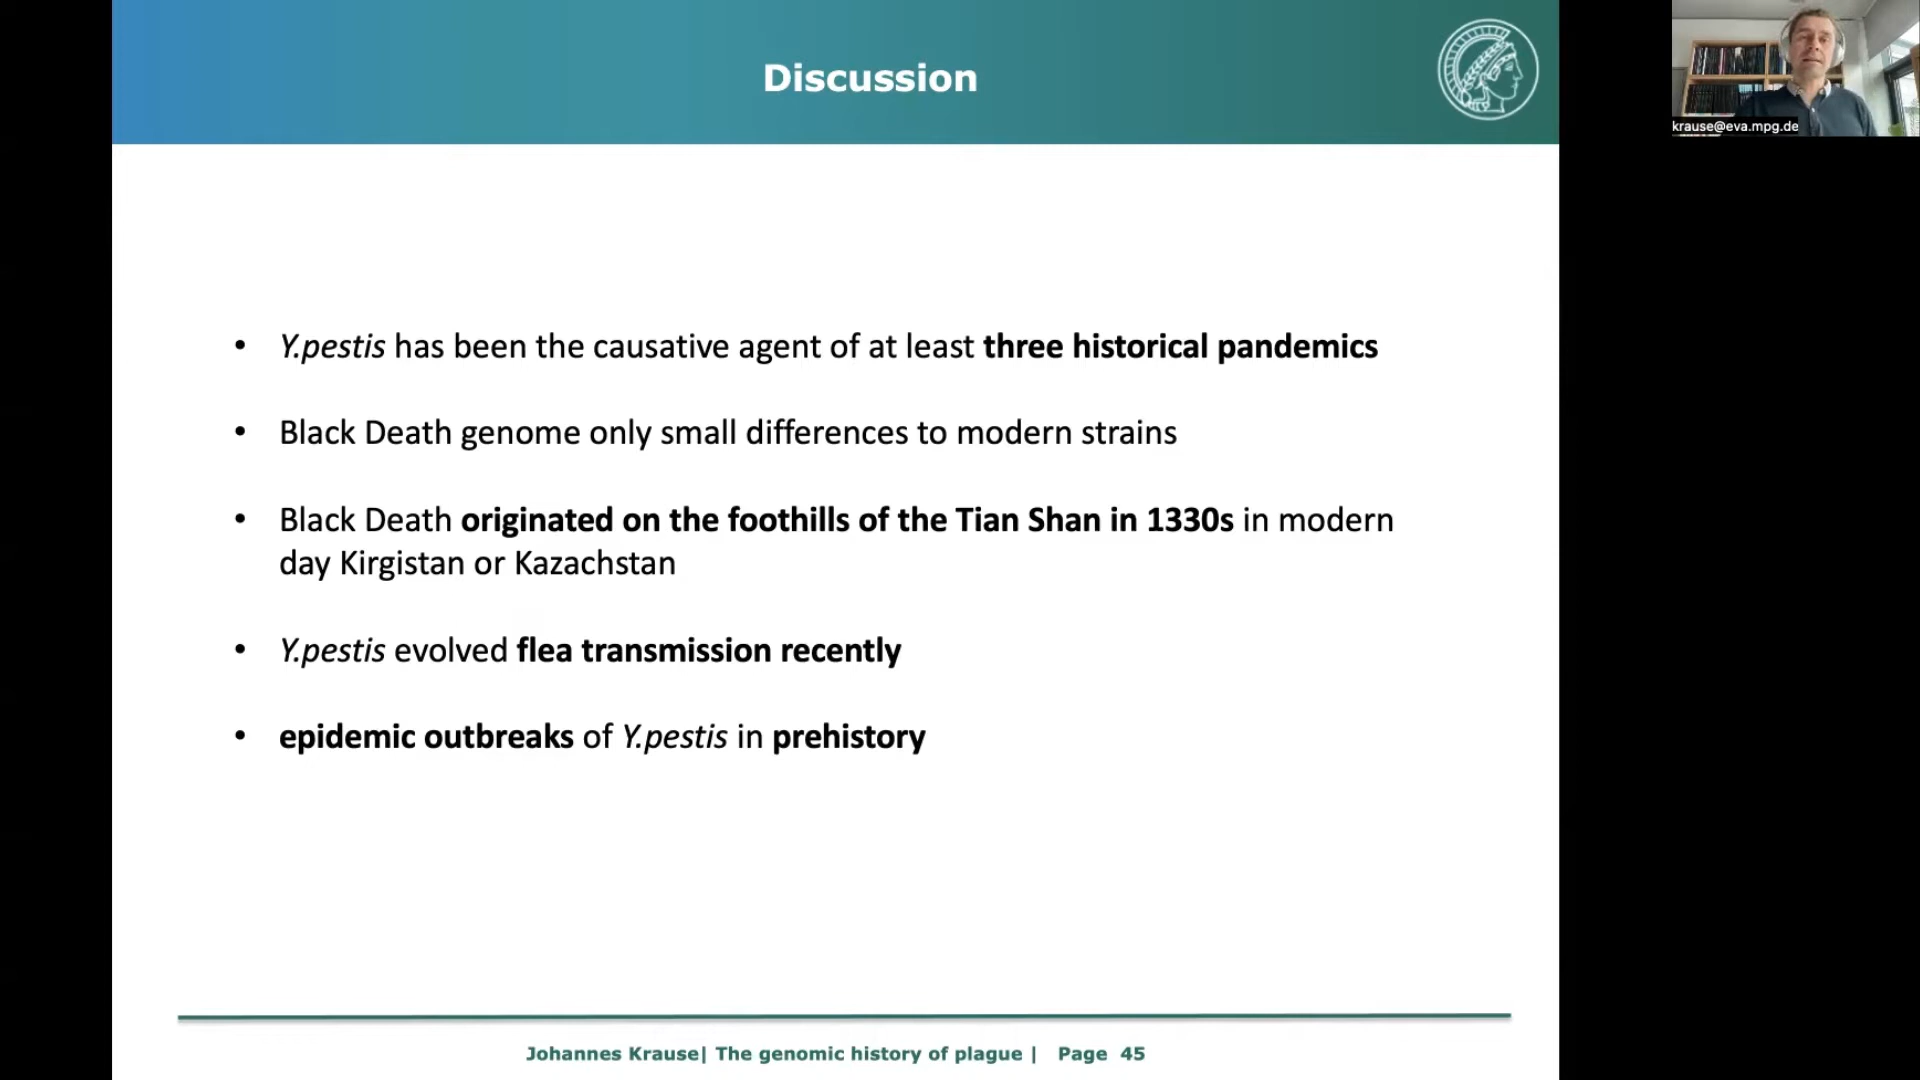 Discussion
krause@eva.mpg.de
• Y.pestis has been the causative agent of at least three historical pandemics
• Black Death genome only small differences to modern strains
• Black Death originated on the foothills of the Tian Shan in 1330s in modern
day Kirgistan or Kazachstan
• Y.pestis evolved flea transmission recently
• epidemic outbreaks of Y.pestis in prehistory
Johannes Krause| The genomic history of plague | Page 45